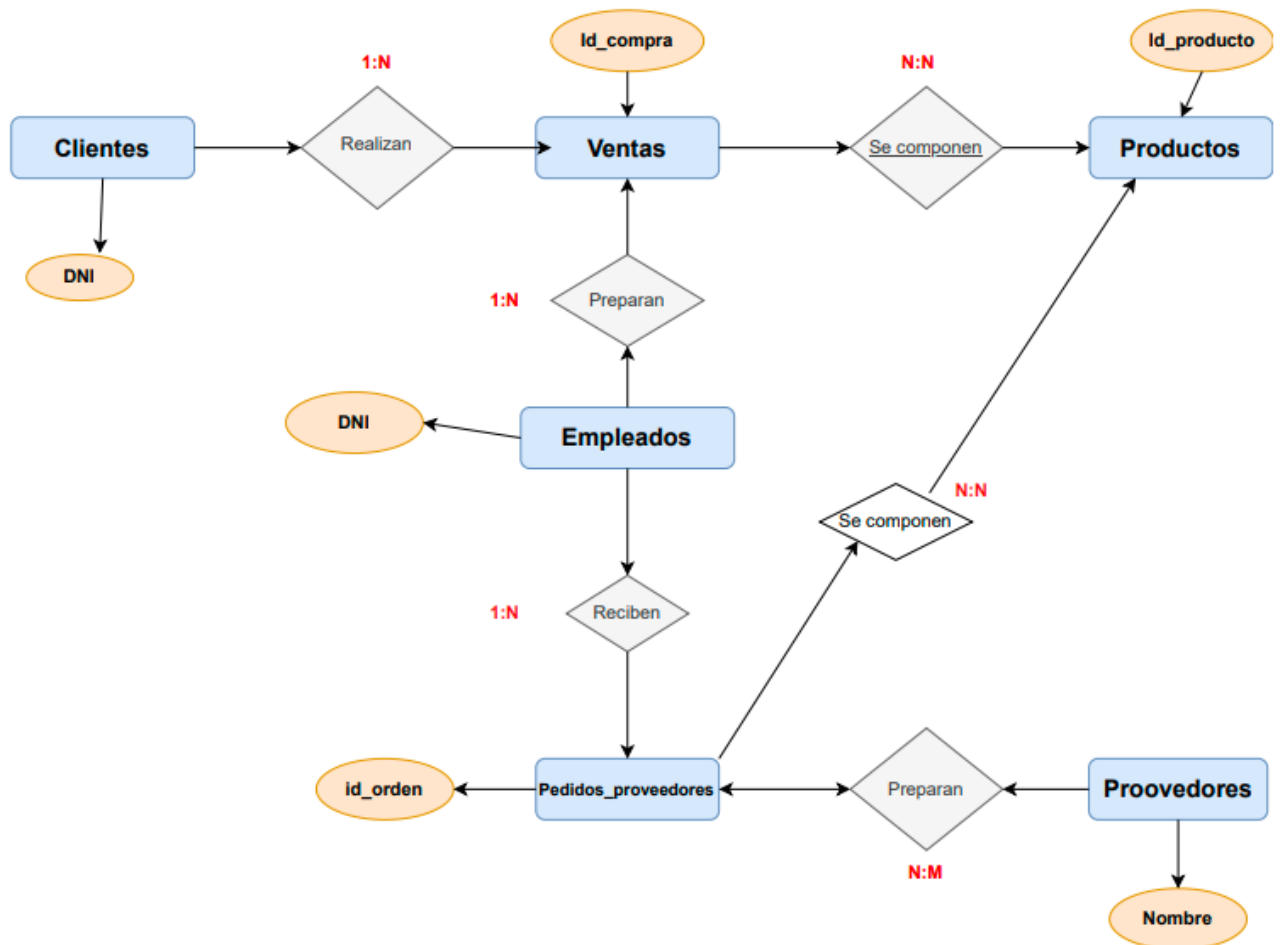 Id_compra
Id_producto
1:N
N:N
Clientes
Realizan
Ventas
Se componen
Productos
DNI
1:N
Preparan
DNI
Empleados
N:N
Se componen
1:N
Reciben
id_orden
Pedidos_proveedores
Preparan
Proovedores
N:M
Nombre